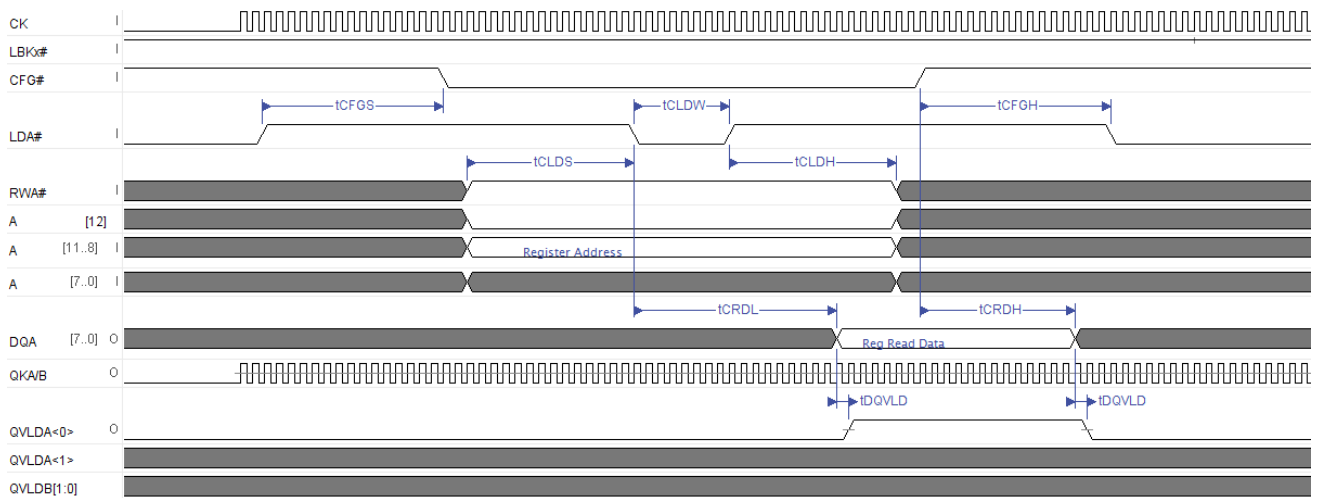 CK I
LBKx# I
CFG# I
tCFGS tCLDW tCFGH
LDA# I
tCLDS tCLDH
RWA# I
A [12]
A [11..8] I Register Address
A [7..0] I
tCRDL tCRDH
DQA [7..0] O Reg Read Data
QKA/B O
tDQVLD tDQVLD
QVLDA<0> O
QVLDA<1>
QVLDB[1:0]